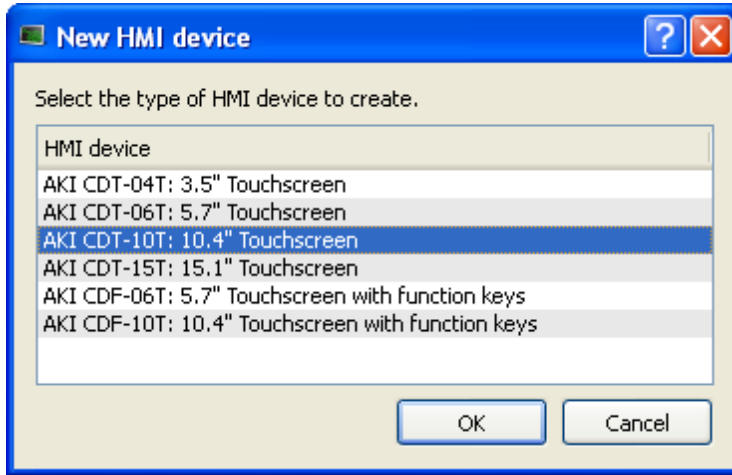 New HMI device
Select the type of HMI device to create.
HMI device
AKI CDT-04T: 3.5" Touchscreen
AKI CDT-06T: 5.7" Touchscreen
AKI CDT-10T: 10.4" Touchscreen
AKI CDT-15T: 15.1" Touchscreen
AKI CDF-06T: 5.7" Touchscreen with function keys
AKI CDF-10T: 10.4" Touchscreen with function keys
OK Cancel